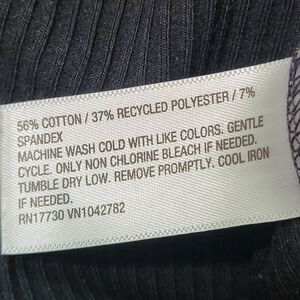 56% COTTON / 37% RECYCLED POLYESTER / 7%
SPANDEX
MACHINE WASH COLD WITH LIKE COLORS. GENTLE
CYCLE. ONLY NON CHLORINE BLEACH IF NEEDED.
TUMBLE DRY LOW. REMOVE PROMPTLY. COOL IRON
IF NEEDED.
RN17730 VN1042782